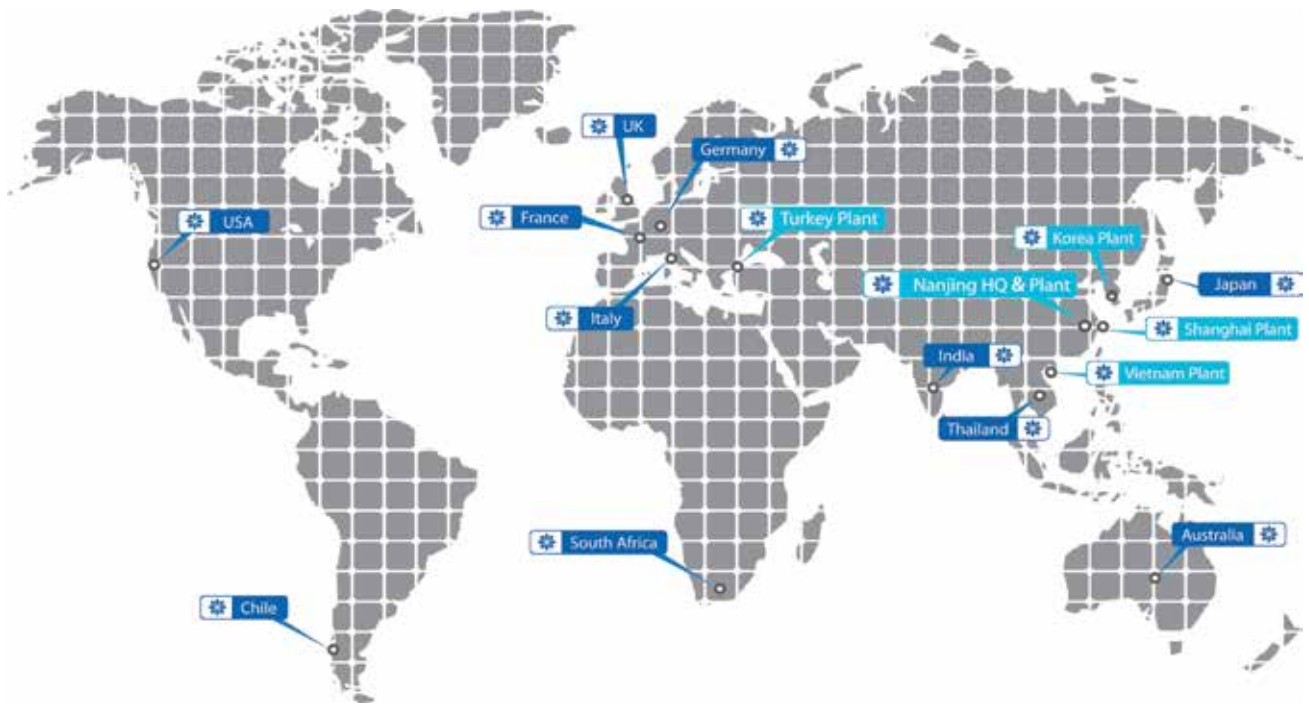 UK
Germany
USA
France
Turkey Plant
Korea Plant
Nanjing HQ & Plant
Japan
Italy
Shanghai Plant
India
Vietnam Plant
Thailand
South Africa
Australia
Chile